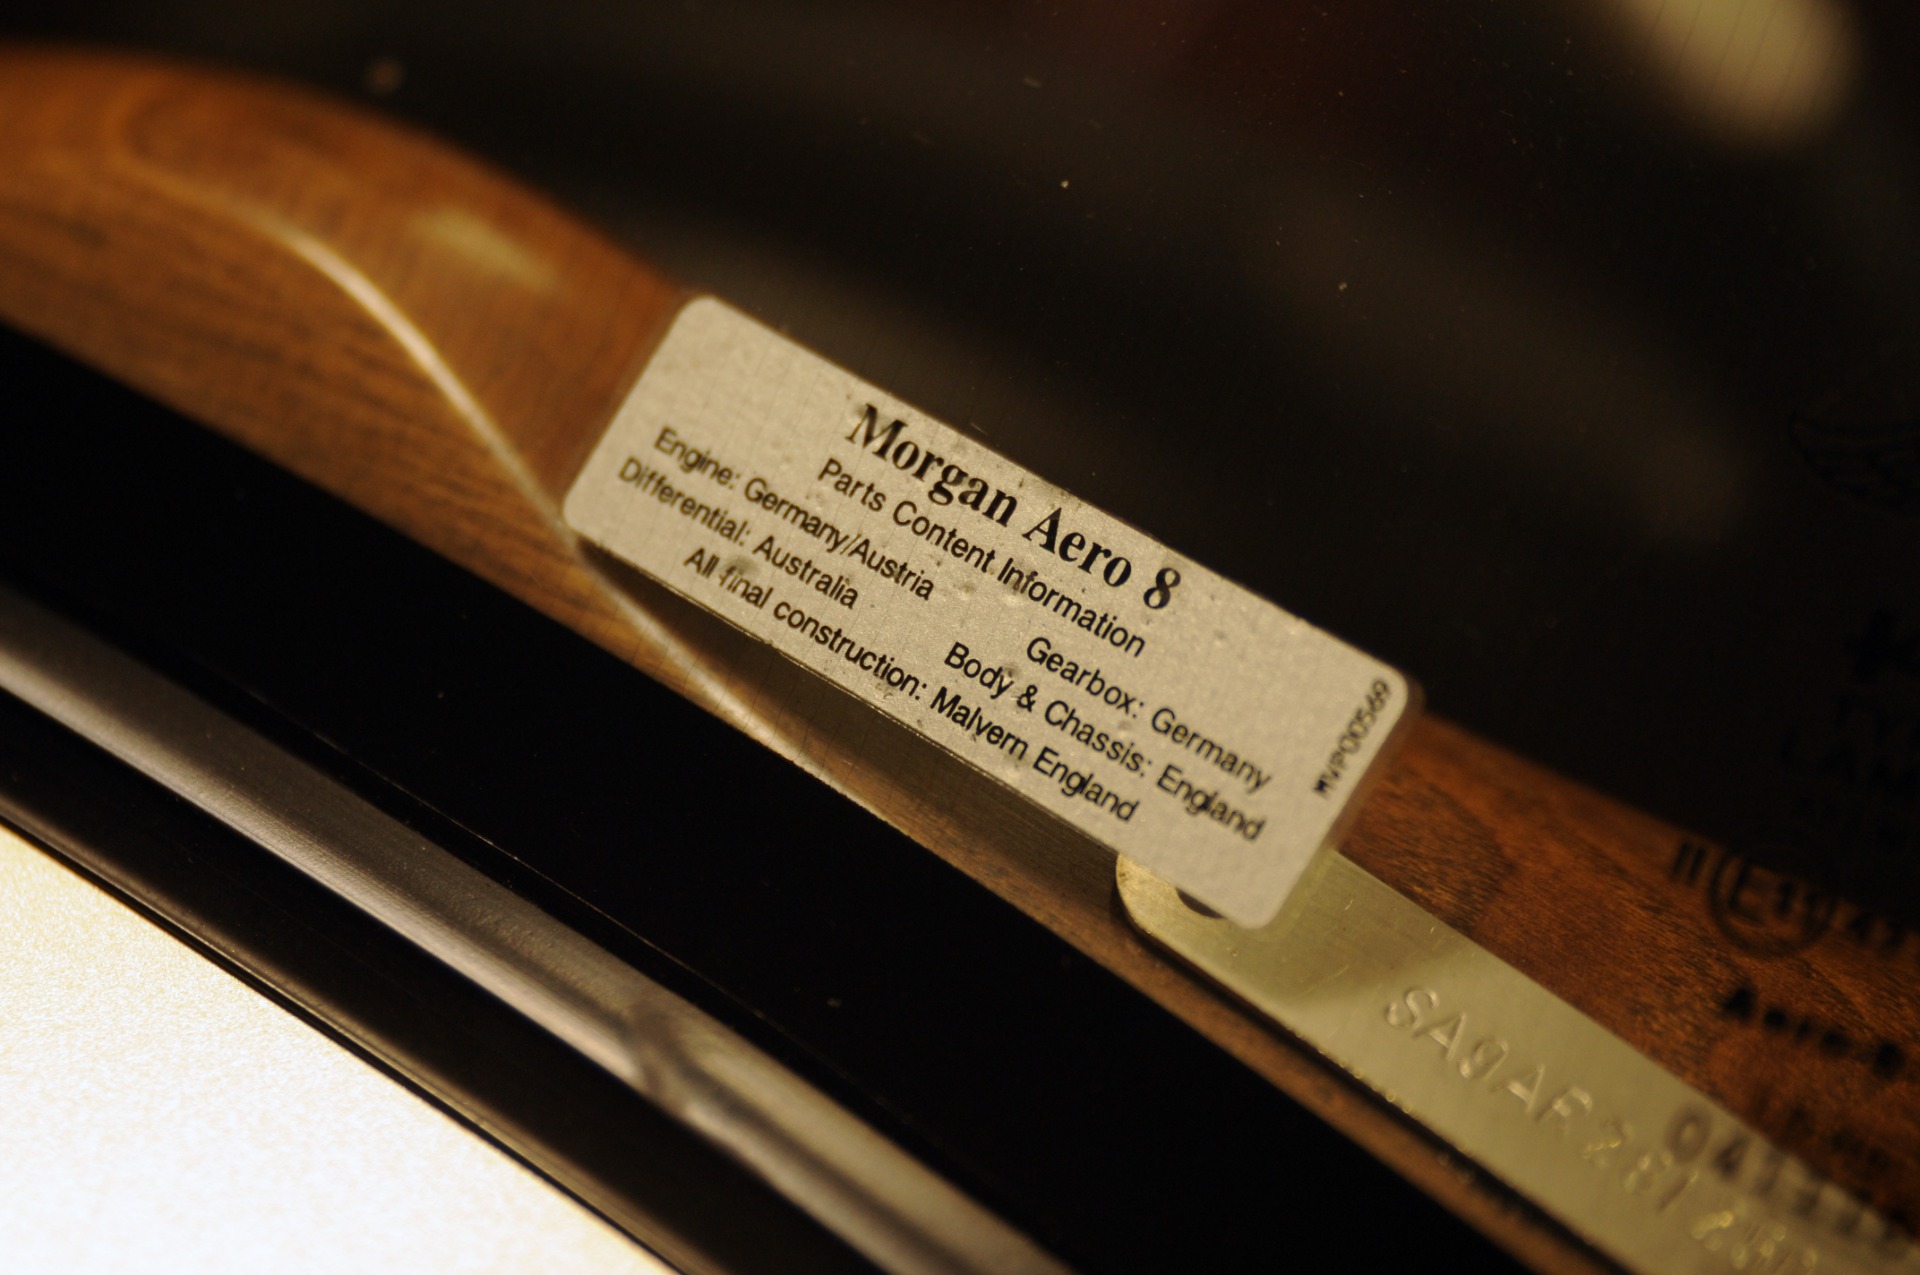 Morgan Aero 8
Parts Content Information
Engine: Germany/Austria Gearbox: Germany
Differential: Australia Body & Chassis: England
All final construction: Malvern England
MVP00569